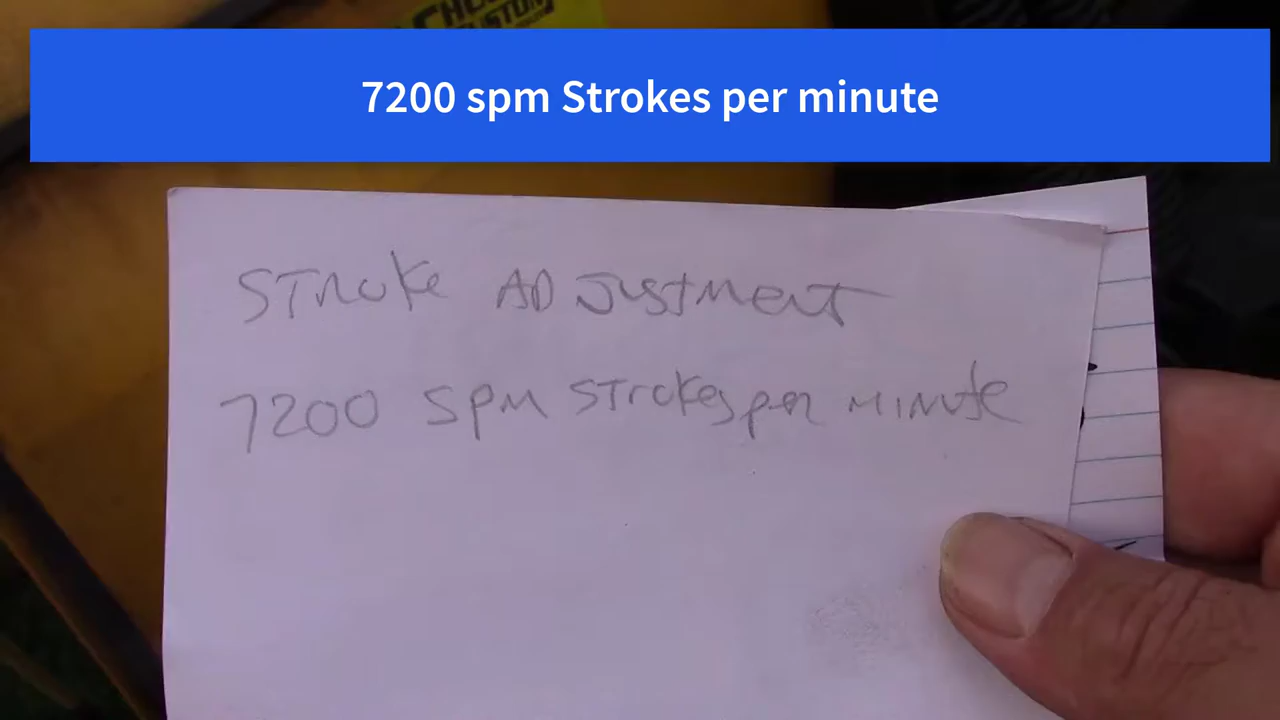 7200 spm Strokes per minute
STROKE ADJUSTMENT
7200 SPM STROKES per MINUTE